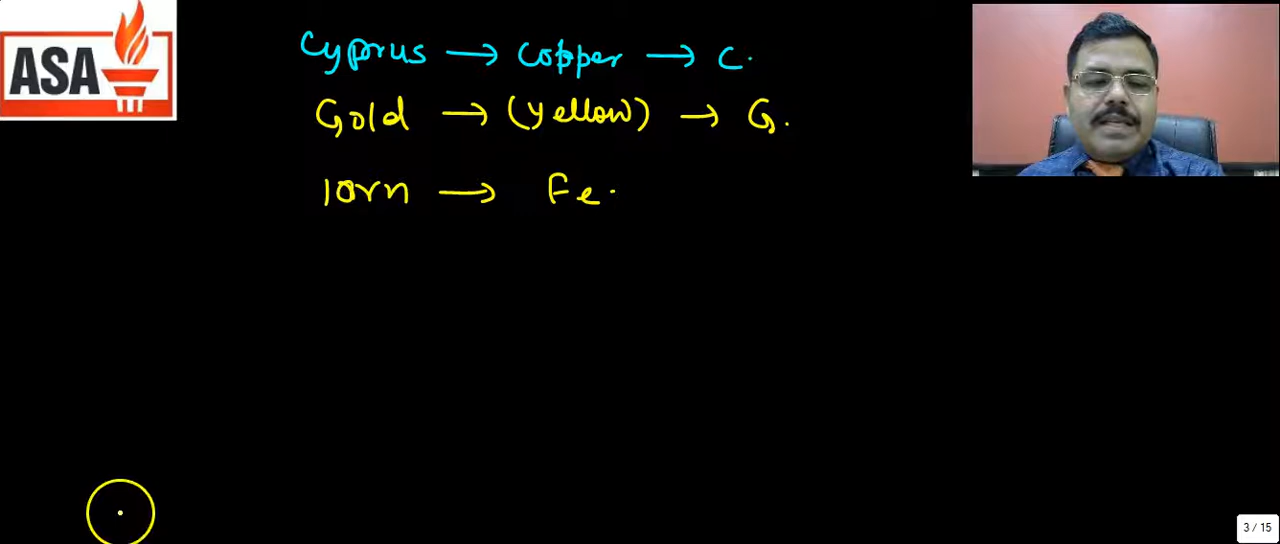 ASA
Cyprus → Copper → C.
Gold → (Yellow) → G.
Iorn → Fe.
3 / 15